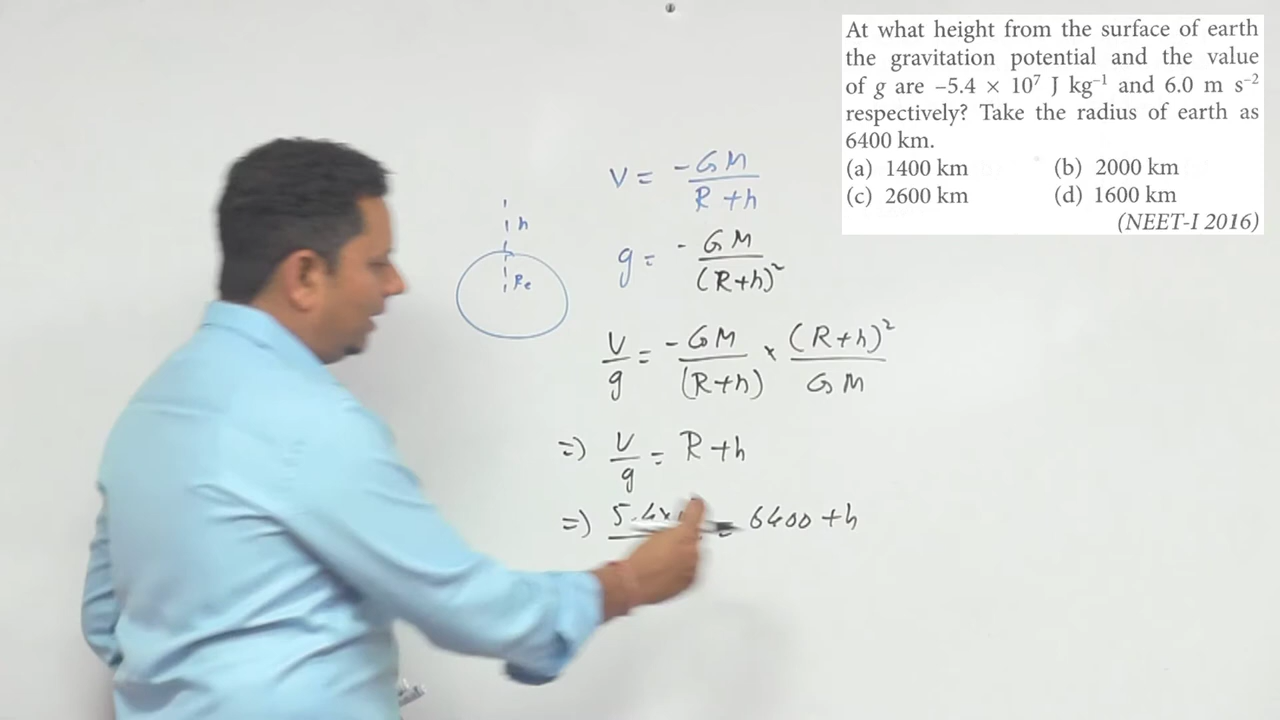 At what height from the surface of earth
the gravitation potential and the value
of g are –5.4 × 10⁷ J kg⁻¹ and 6.0 m s⁻²
respectively? Take the radius of earth as
6400 km.
(a) 1400 km (b) 2000 km
(c) 2600 km (d) 1600 km
(NEET-I 2016)
h
Re
V = -GM / R+h
g = -GM / (R+h)²
V/g = -GM / (R+h) × (R+h)² / GM
=) V/g = R+h
=) 5.4× = 6400+h